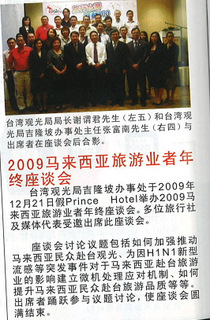 台湾观光局局长谢谓君先生（左五）和台湾观
光局吉隆坡办事处主任张富南先生（右四）与
出席者在座谈会后合影。
2009马来西亚旅游业者年
终座谈会
台湾观光局吉隆坡办事处于2009年
12月21日假Prince Hotel举办2009马
来西亚旅游业者年终座谈会。多位旅行社
及媒体代表受邀出席此座谈会。
座谈会讨论议题包括如何加强推动
马来西亚民众赴台观光、为因H1N1新型
流感等突发事件对于马来西亚民众赴台旅游
业的影响建立微机处理应对机制、如何
提升马来西亚民众赴台旅游品质等等。
出席者踊跃参与议题讨论，使座谈会圆
满结束。